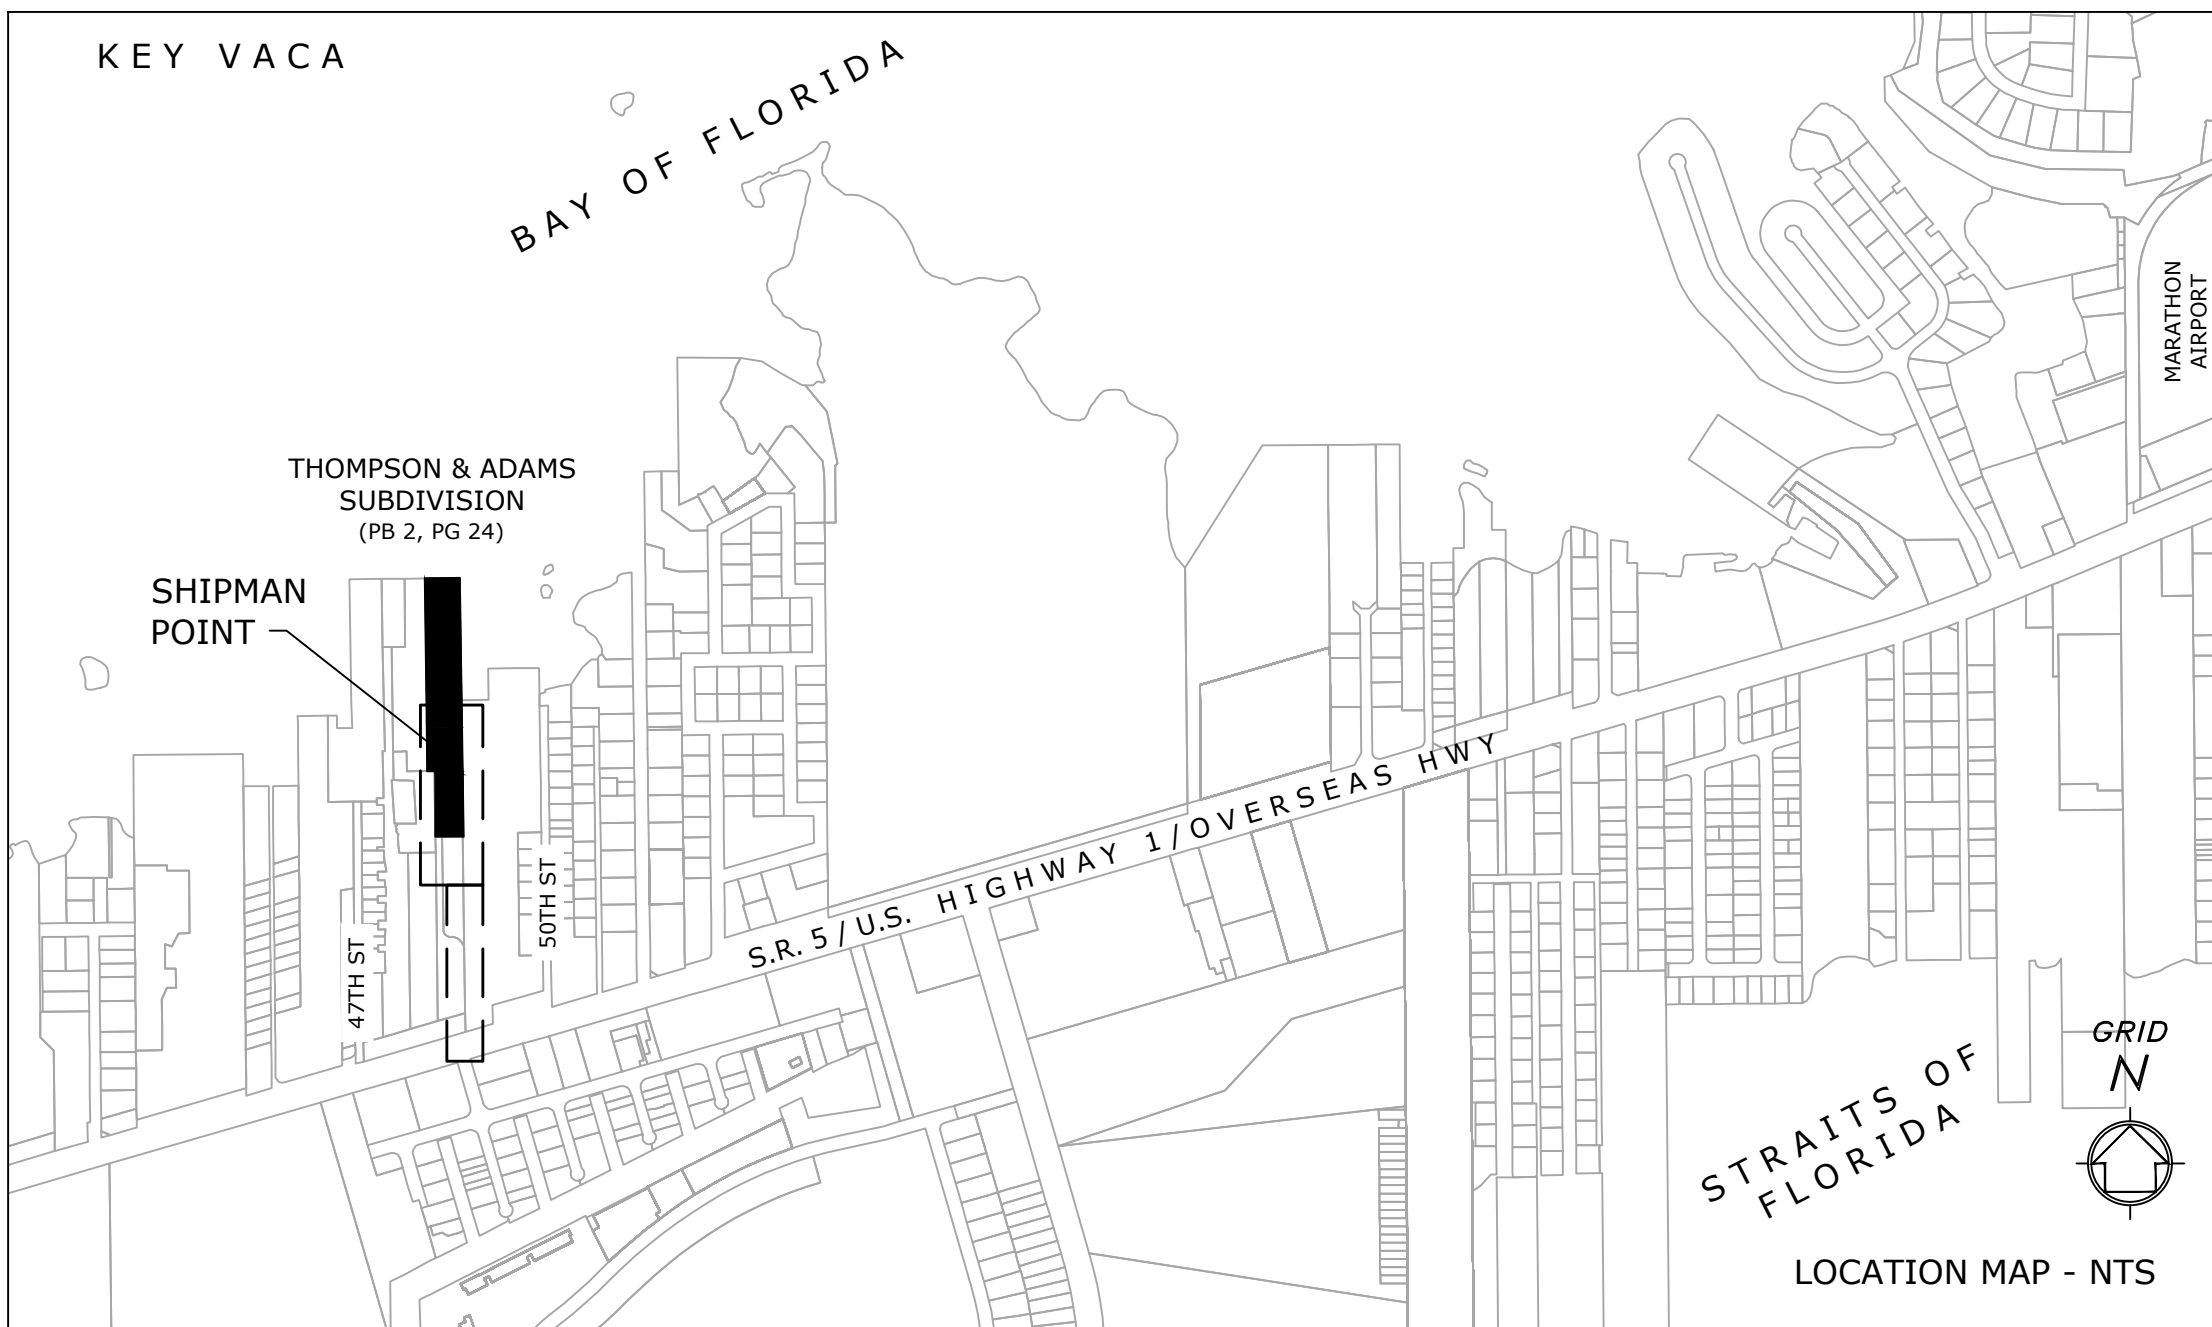 KEY VACA
BAY OF FLORIDA
MARATHON
AIRPORT
THOMPSON & ADAMS
SUBDIVISION
(PB 2, PG 24)
SHIPMAN
POINT
47TH ST
50TH ST
S.R. 5 / U.S. HIGHWAY 1 / OVERSEAS HWY
STRAITS OF
FLORIDA
GRID
N
LOCATION MAP - NTS